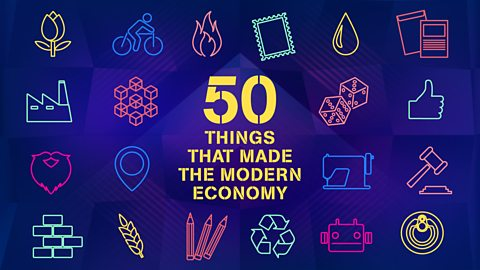 50
THINGS
THAT MADE
THE MODERN
ECONOMY